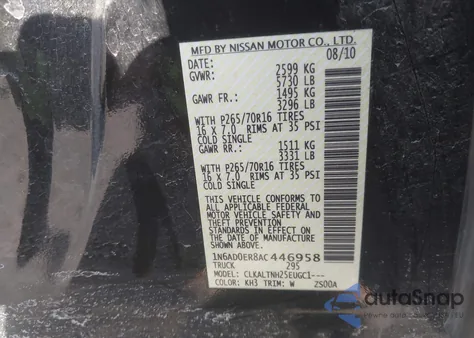 MFD BY NISSAN MOTOR CO., LTD.
DATE: 08/10
GVWR: 2599 KG
5730 LB
GAWR FR: 1495 KG
3296 LB
WITH P265/70R16 TIRES
16 X 7.0 RIMS AT 35 PSI
COLD SINGLE
GAWR RR: 1511 KG
3331 LB
WITH P265/70R16 TIRES
16 X 7.0 RIMS AT 35 PSI
COLD SINGLE
CONFORMS TO ALL
APPLICABLE FEDERAL
MOTOR VEHICLE SAFETY
AND THEFT PREVENTION
STANDARDS IN EFFECT ON
THE DATE OF MANUFACTURE
SHOWN ABOVE.
1N6AD0ER8AC446958
TRUCK 295
CLKALTNH25EUGC1---
COLOR: KH3 TRIM: W ZS00A
autoSnap